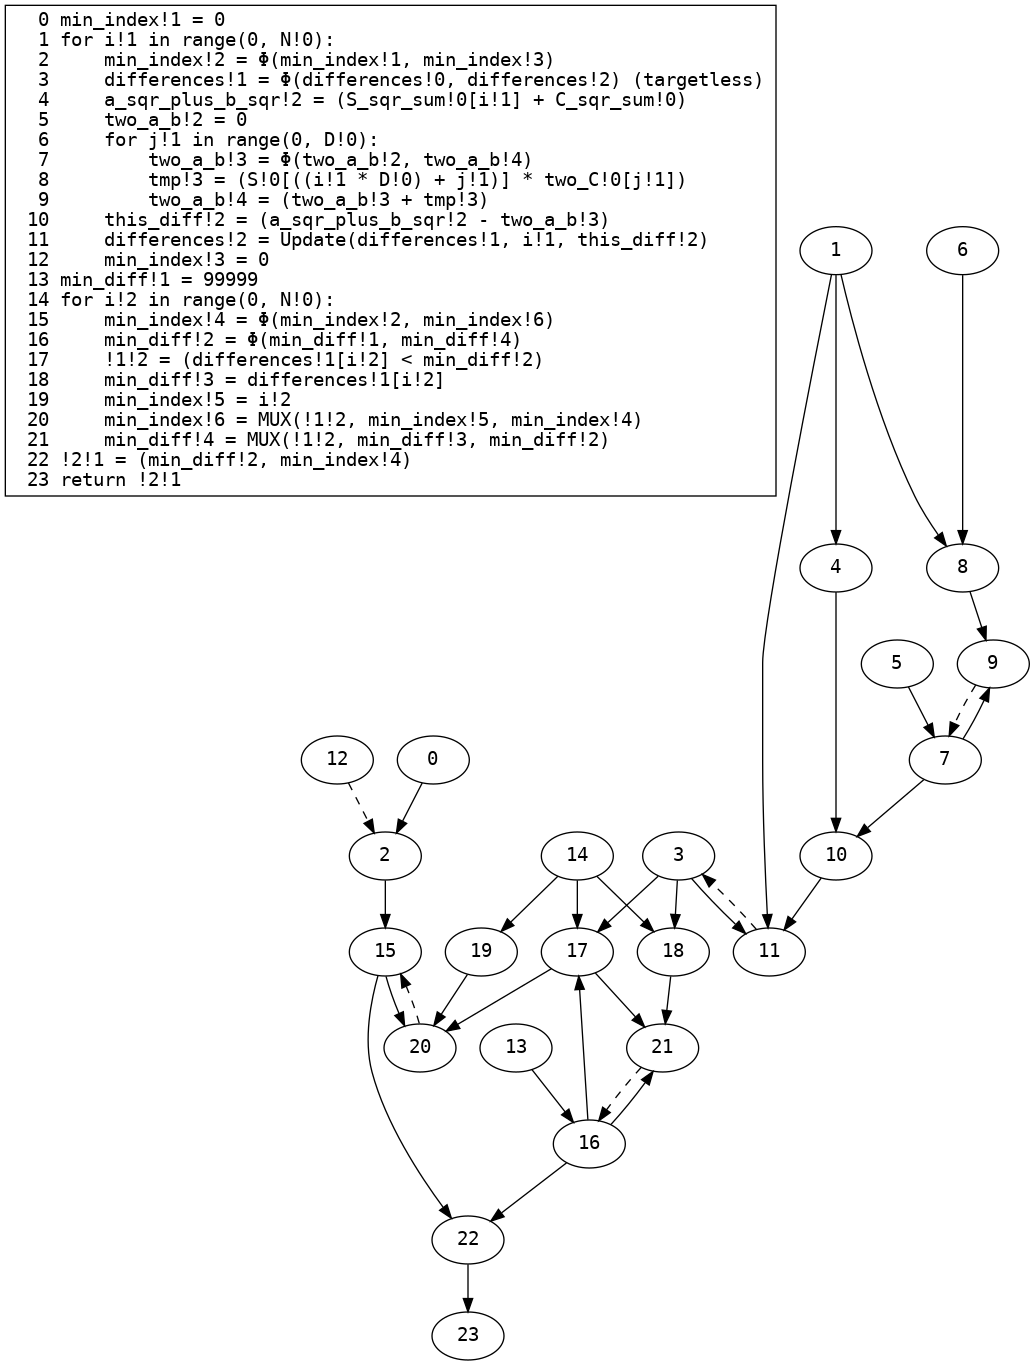 0 min_index!1 = 0
1 for i!1 in range(0, N!0):
2     min_index!2 = Φ(min_index!1, min_index!3)
3     differences!1 = Φ(differences!0, differences!2) (targetless)
4     a_sqr_plus_b_sqr!2 = (S_sqr_sum!0[i!1] + C_sqr_sum!0)
5     two_a_b!2 = 0
6     for j!1 in range(0, D!0):
7         two_a_b!3 = Φ(two_a_b!2, two_a_b!4)
8         tmp!3 = (S!0[((i!1 * D!0) + j!1)] * two_C!0[j!1])
9         two_a_b!4 = (two_a_b!3 + tmp!3)
10     this_diff!2 = (a_sqr_plus_b_sqr!2 - two_a_b!3)
11     differences!2 = Update(differences!1, i!1, this_diff!2)
12     min_index!3 = 0
13 min_diff!1 = 99999
14 for i!2 in range(0, N!0):
15     min_index!4 = Φ(min_index!2, min_index!6)
16     min_diff!2 = Φ(min_diff!1, min_diff!4)
17     !1!2 = (differences!1[i!2] < min_diff!2)
18     min_diff!3 = differences!1[i!2]
19     min_index!5 = i!2
20     min_index!6 = MUX(!1!2, min_index!5, min_index!4)
21     min_diff!4 = MUX(!1!2, min_diff!3, min_diff!2)
22 !2!1 = (min_diff!2, min_index!4)
23 return !2!1
1
6
4
8
5
9
12
0
7
2
14
3
10
15
19
17
18
11
20
13
21
16
22
23